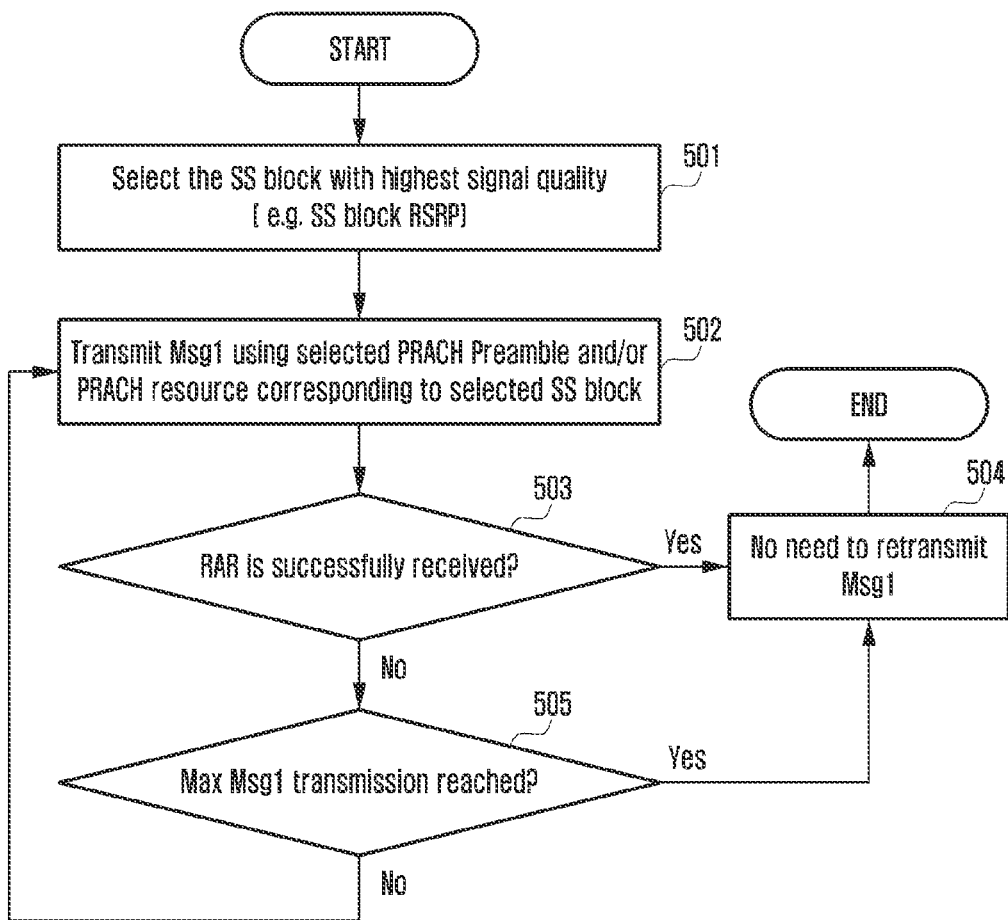 START
501
Select the SS block with highest signal quality
[ e.g. SS block RSRP)
502
Transmit Msg1 using selected PRACH Preamble and/or
PRACH resource corresponding to selected SS block
END
503
504
RAR is successfully received?
Yes
No need to retransmit
Msg1
No
505
Max Msg1 transmission reached?
Yes
No